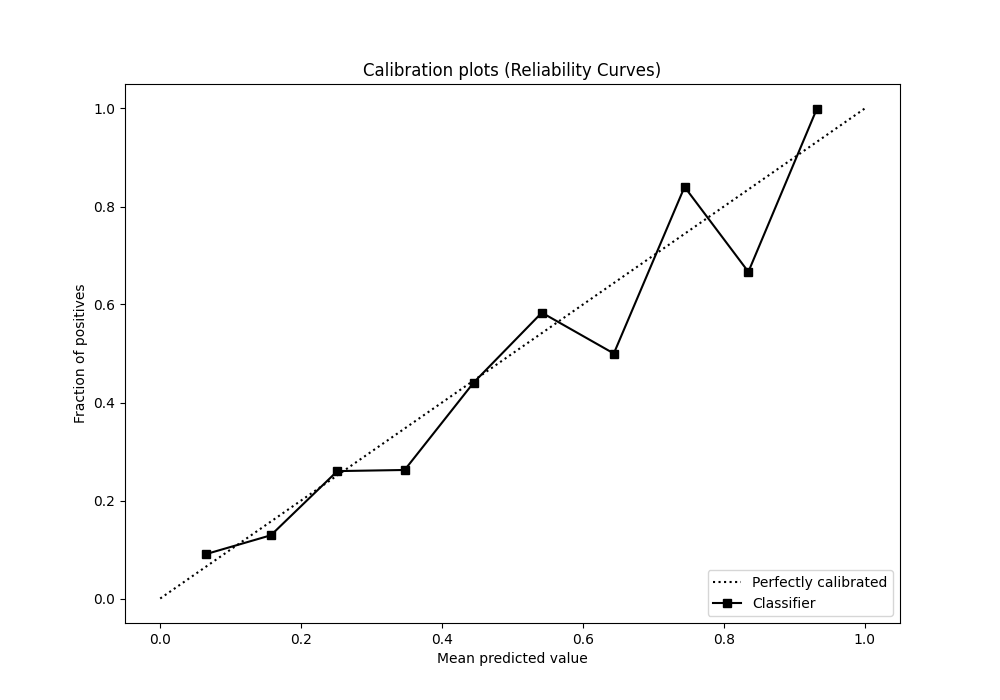 Calibration plots (Reliability Curves)
Fraction of positives
1.0
0.8
0.6
0.4
0.2
0.0
Perfectly calibrated
Classifier
0.0 0.2 0.4 0.6 0.8 1.0
Mean predicted value